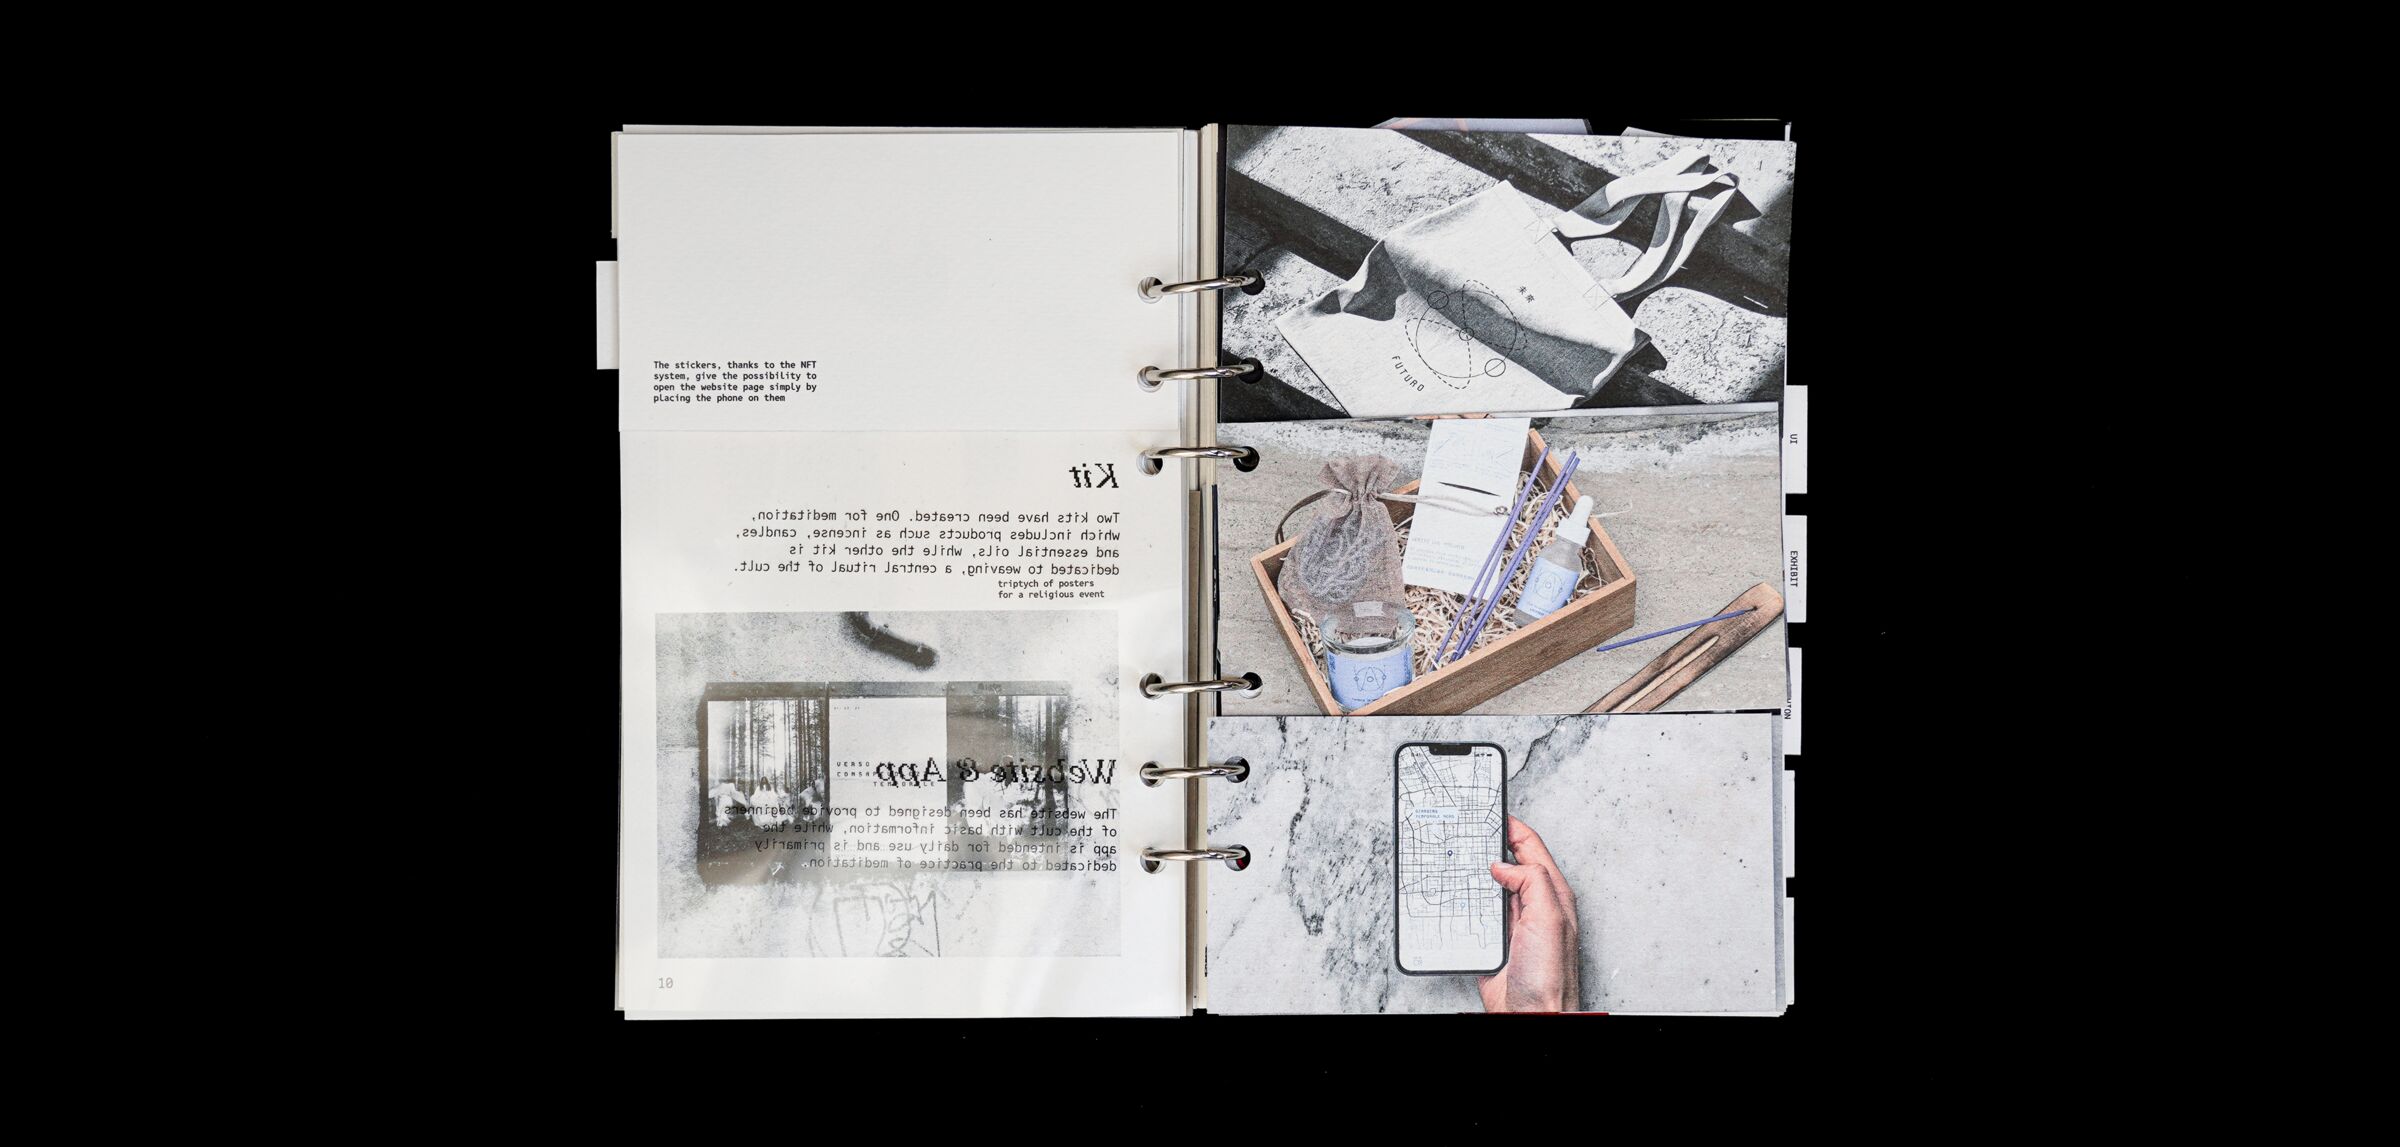 The stickers, thanks to the NFT
system, give the possibility to
open the website page simply by
placing the phone on them
Kit
Two kits have been created. One for meditation,
which includes products such as incense, candles,
and essential oils, while the other kit is
dedicated to weaving, a central ritual of the cult.
triptych of posters
for a religious event
VERSO
TEMPORALE
Website & App
The website has been designed to provide beginners
of the cult with basic information, while the
app is intended for daily use and is primarily
dedicated to the practice of meditation.
10
未来
FUTURO
TEMPORALE
UI
EXHIBIT